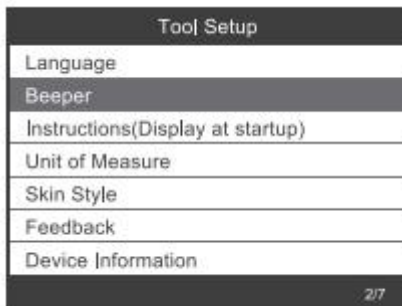 Tool Setup
Language
Beeper
Instructions(Display at startup)
Unit of Measure
Skin Style
Feedback
Device Information
2/7